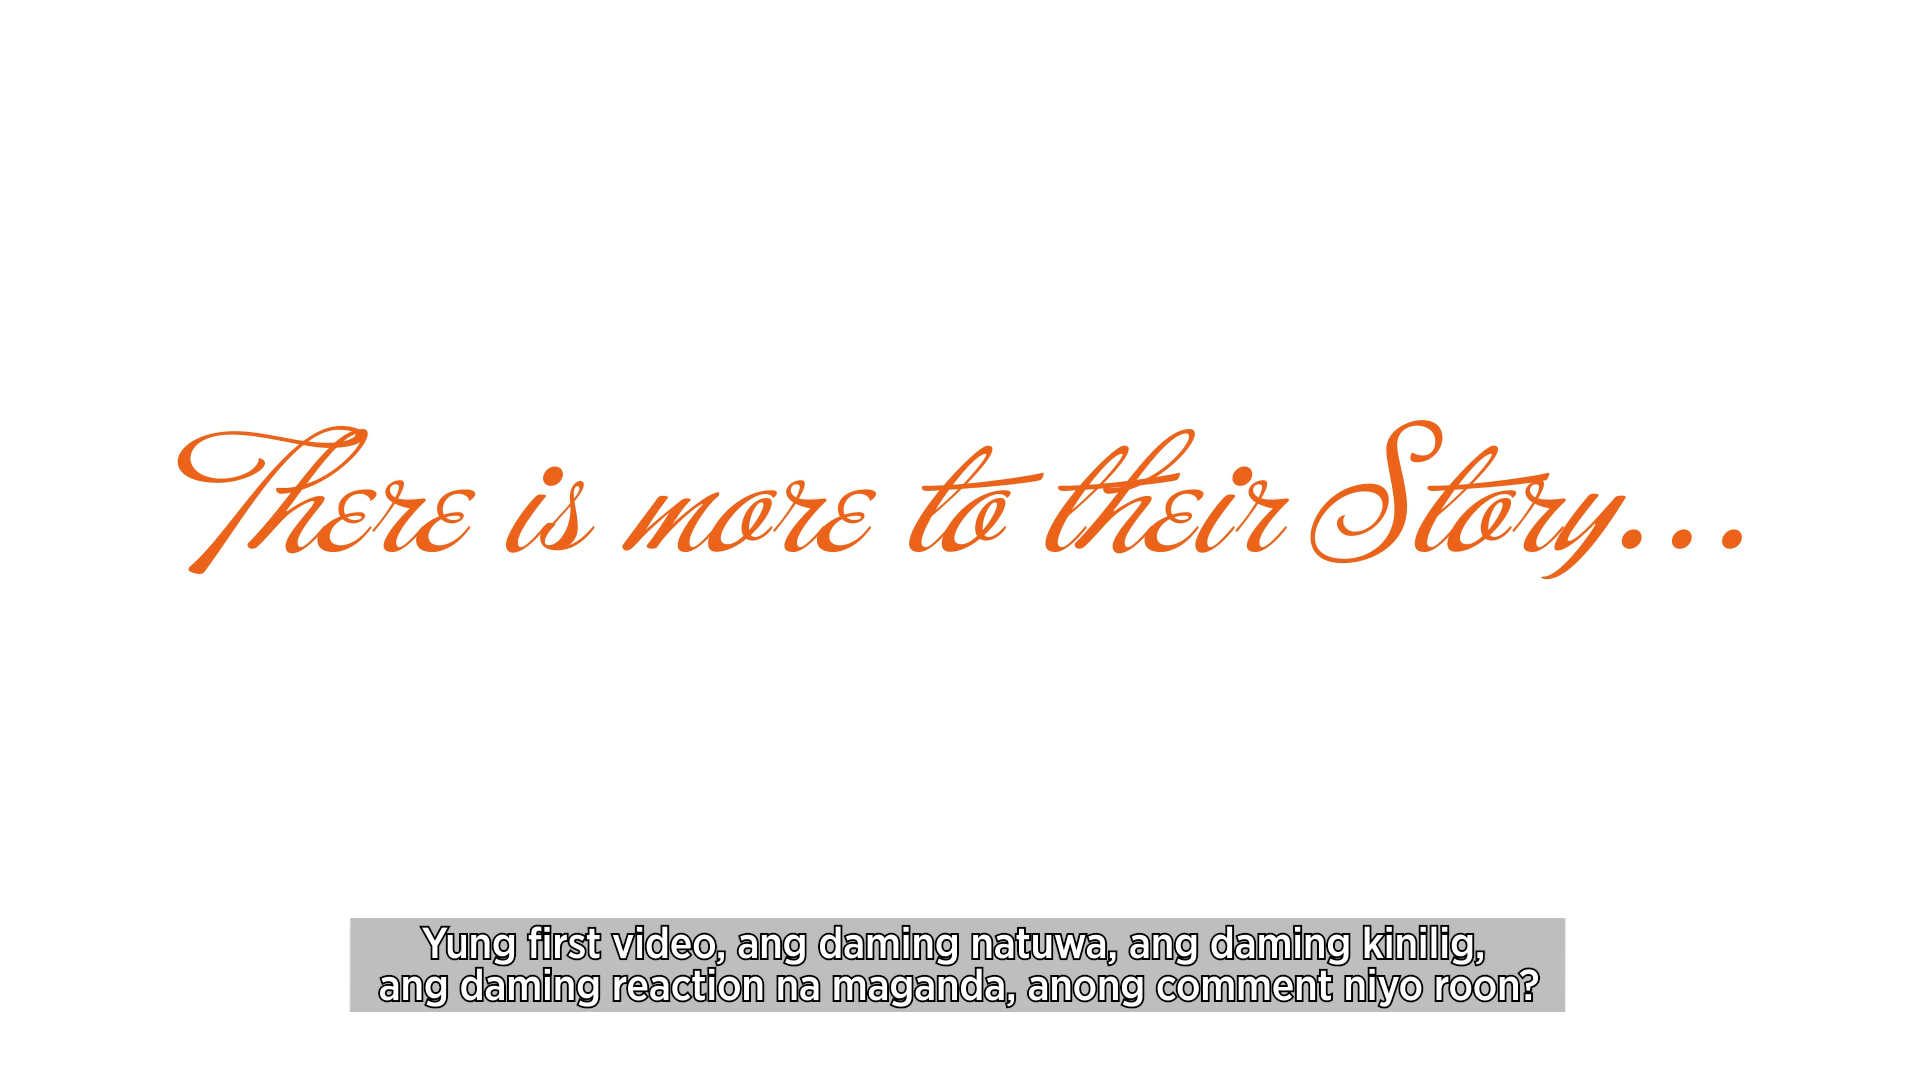 There is more to their Story...
Yung first video, ang daming natuwa, ang daming kinilig,
ang daming reaction na maganda, anong comment niyo roon?